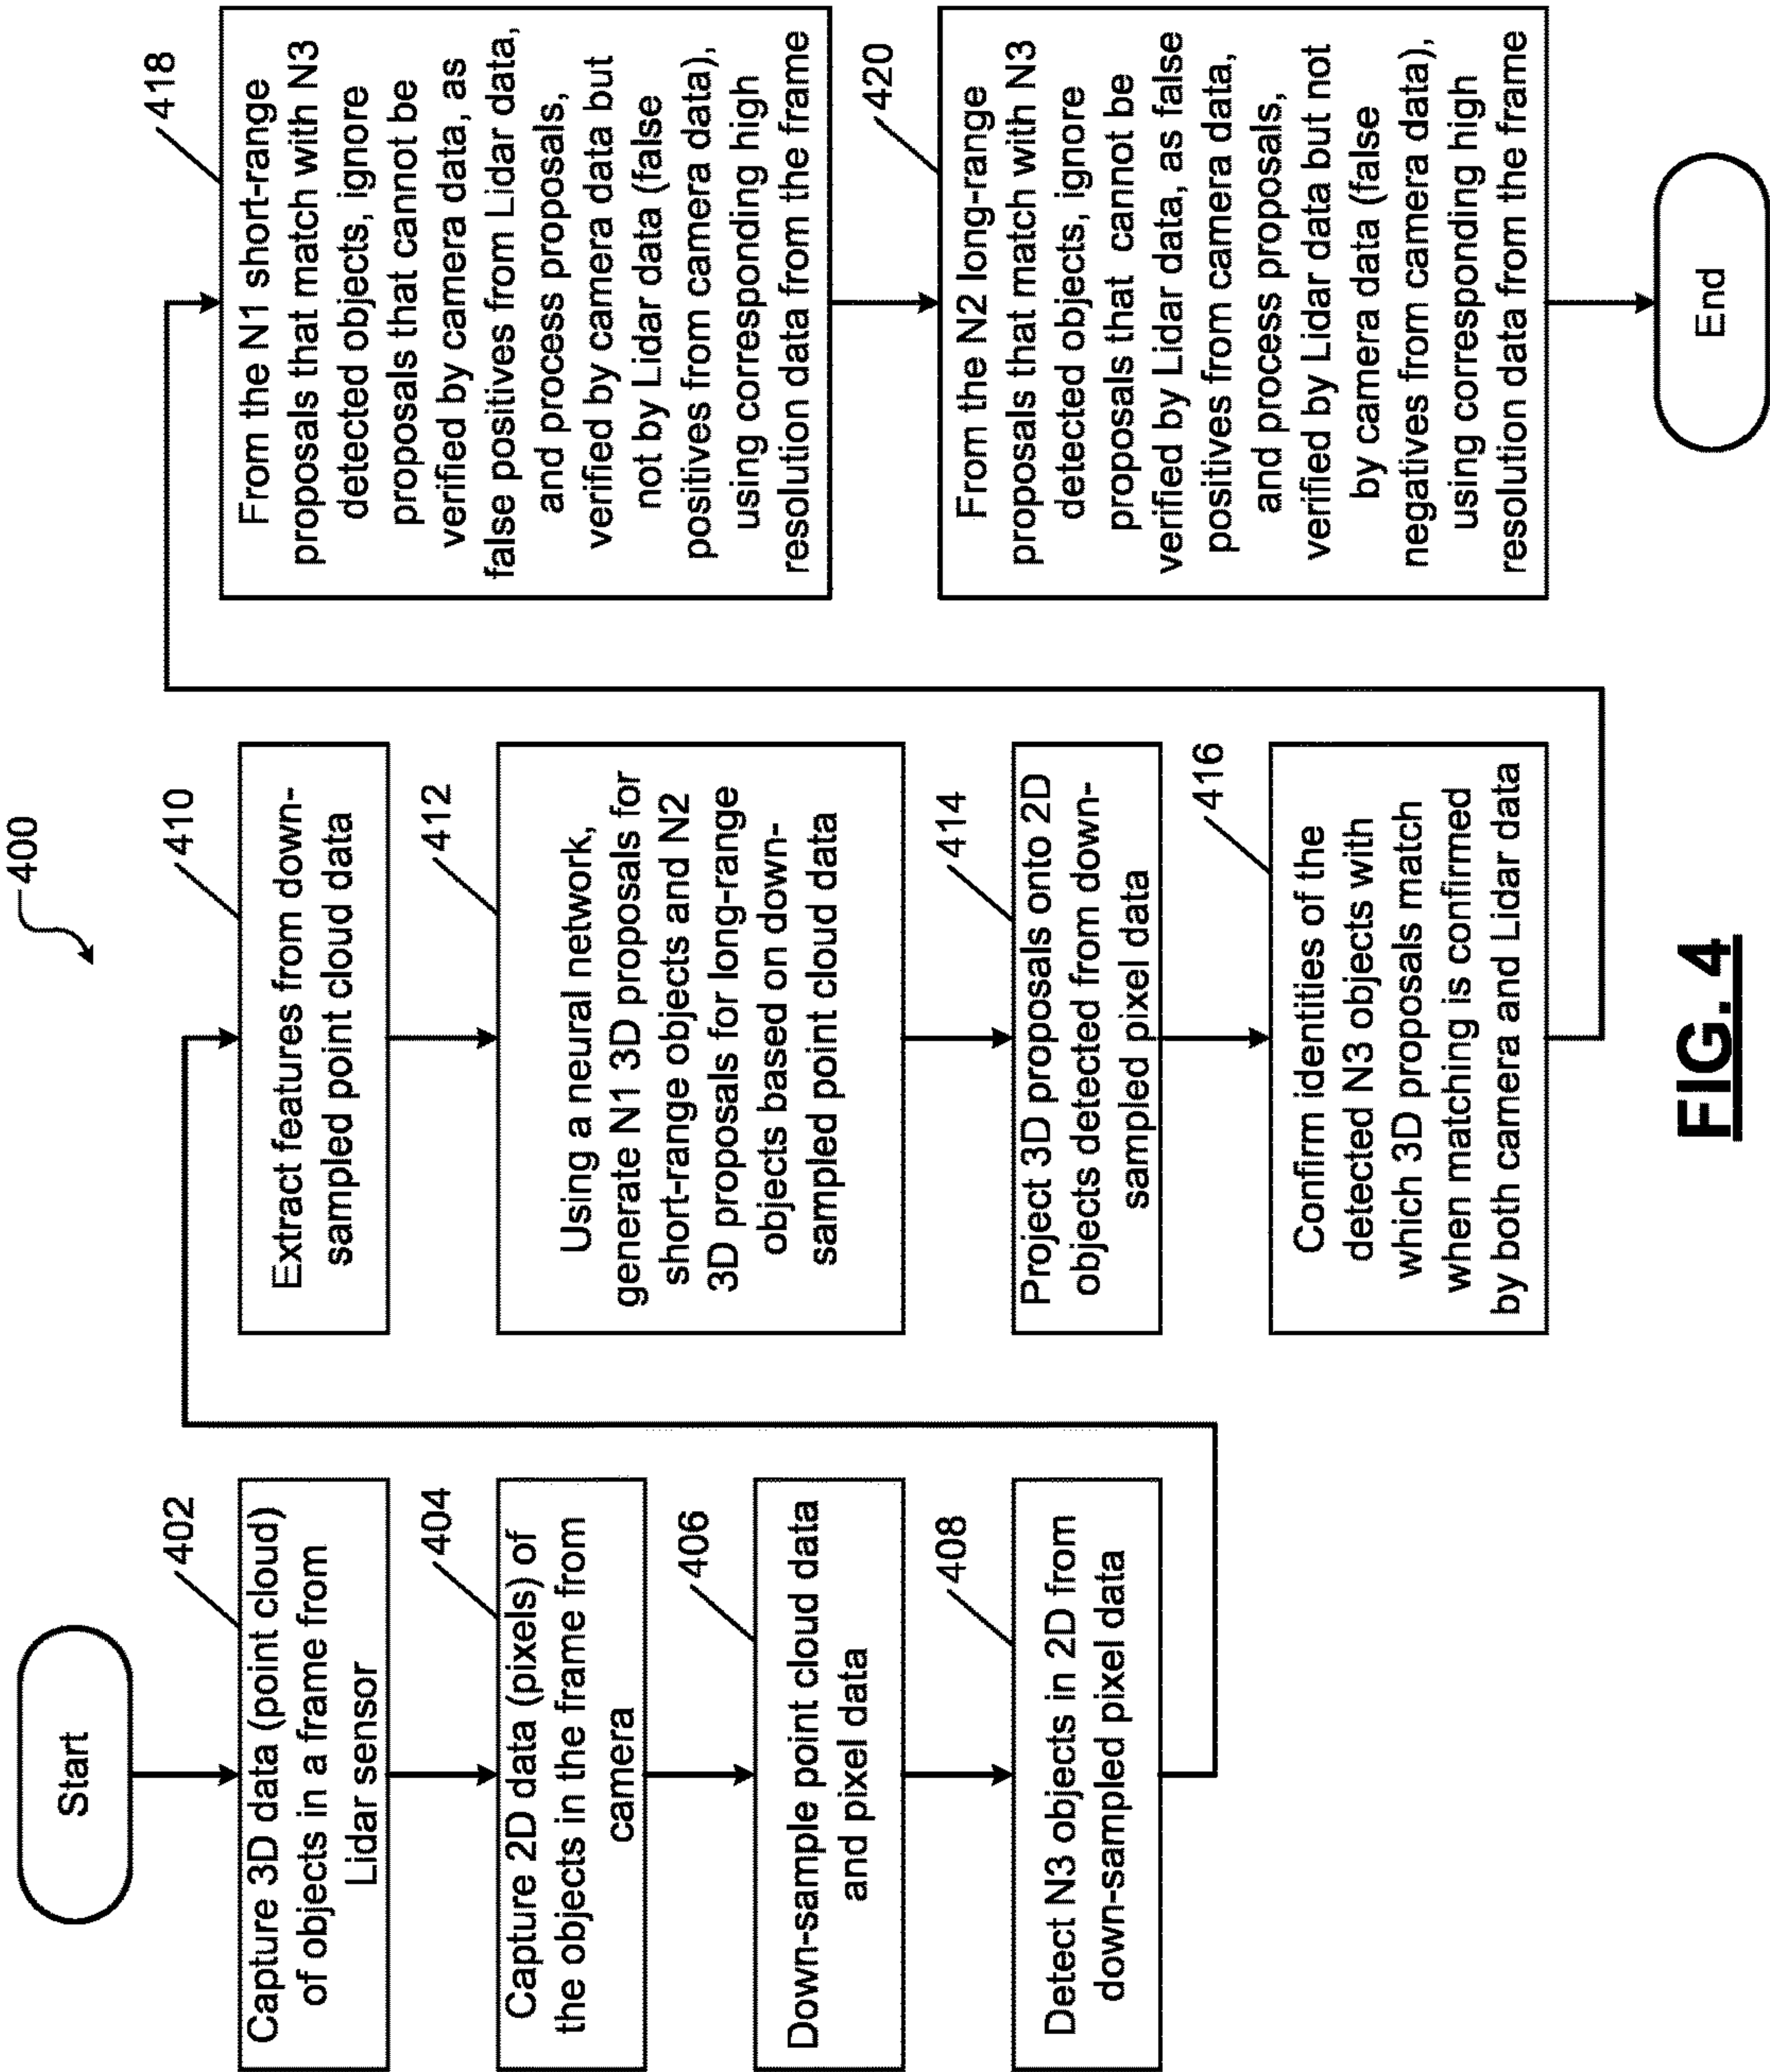 400
Start
402
Capture 3D data (point cloud)
of objects in a frame from
Lidar sensor
404
Capture 2D data (pixels) of
the objects in the frame from
camera
406
Down-sample point cloud data
and pixel data
408
Detect N3 objects in 2D from
down-sampled pixel data
410
Extract features from down-
sampled point cloud data
412
Using a neural network,
generate N1 3D proposals for
short-range objects and N2
3D proposals for long-range
objects based on down-
sampled point cloud data
414
Project 3D proposals onto 2D
objects detected from down-
sampled pixel data
416
Confirm identities of the
detected N3 objects with
which 3D proposals match
when matching is confirmed
by both camera and Lidar data
418
From the N1 short-range
proposals that match with N3
detected objects, ignore
proposals that cannot be
verified by camera data, as
false positives from Lidar data,
and process proposals,
verified by camera data but
not by Lidar data (false
positives from camera data),
using corresponding high
resolution data from the frame
420
From the N2 long-range
proposals that match with N3
detected objects, ignore
proposals that cannot be
verified by Lidar data, as false
positives from camera data,
and process proposals,
verified by Lidar data but not
by camera data (false
negatives from camera data),
using corresponding high
resolution data from the frame
End
FIG. 4